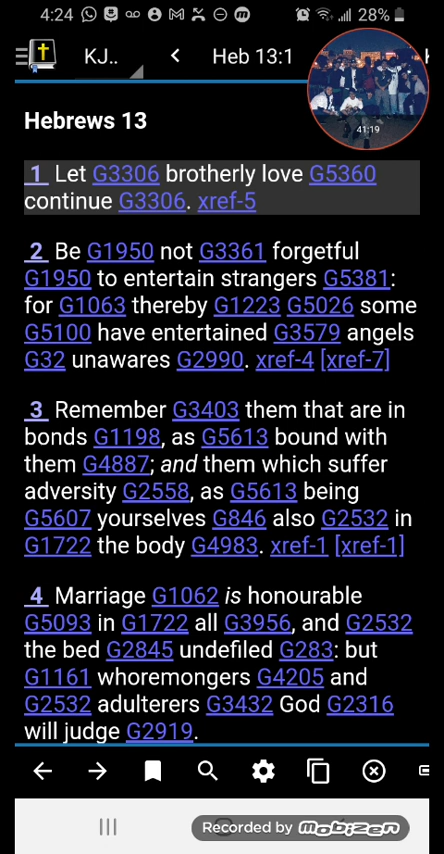 4:24 28%
KJ.. < Heb 13:1
41:19
Hebrews 13
1 Let G3306 brotherly love G5360
continue G3306. xref-5
2 Be G1950 not G3361 forgetful
G1950 to entertain strangers G5381:
for G1063 thereby G1223 G5026 some
G5100 have entertained G3579 angels
G32 unawares G2990. xref-4 [xref-7]
3 Remember G3403 them that are in
bonds G1198, as G5613 bound with
them G4887; and them which suffer
adversity G2558, as G5613 being
G5607 yourselves G846 also G2532 in
G1722 the body G4983. xref-1 [xref-1]
4 Marriage G1062 is honourable
G5093 in G1722 all G3956, and G2532
the bed G2845 undefiled G283: but
G1161 whoremongers G4205 and
G2532 adulterers G3432 God G2316
will judge G2919.
Recorded by Mobizen